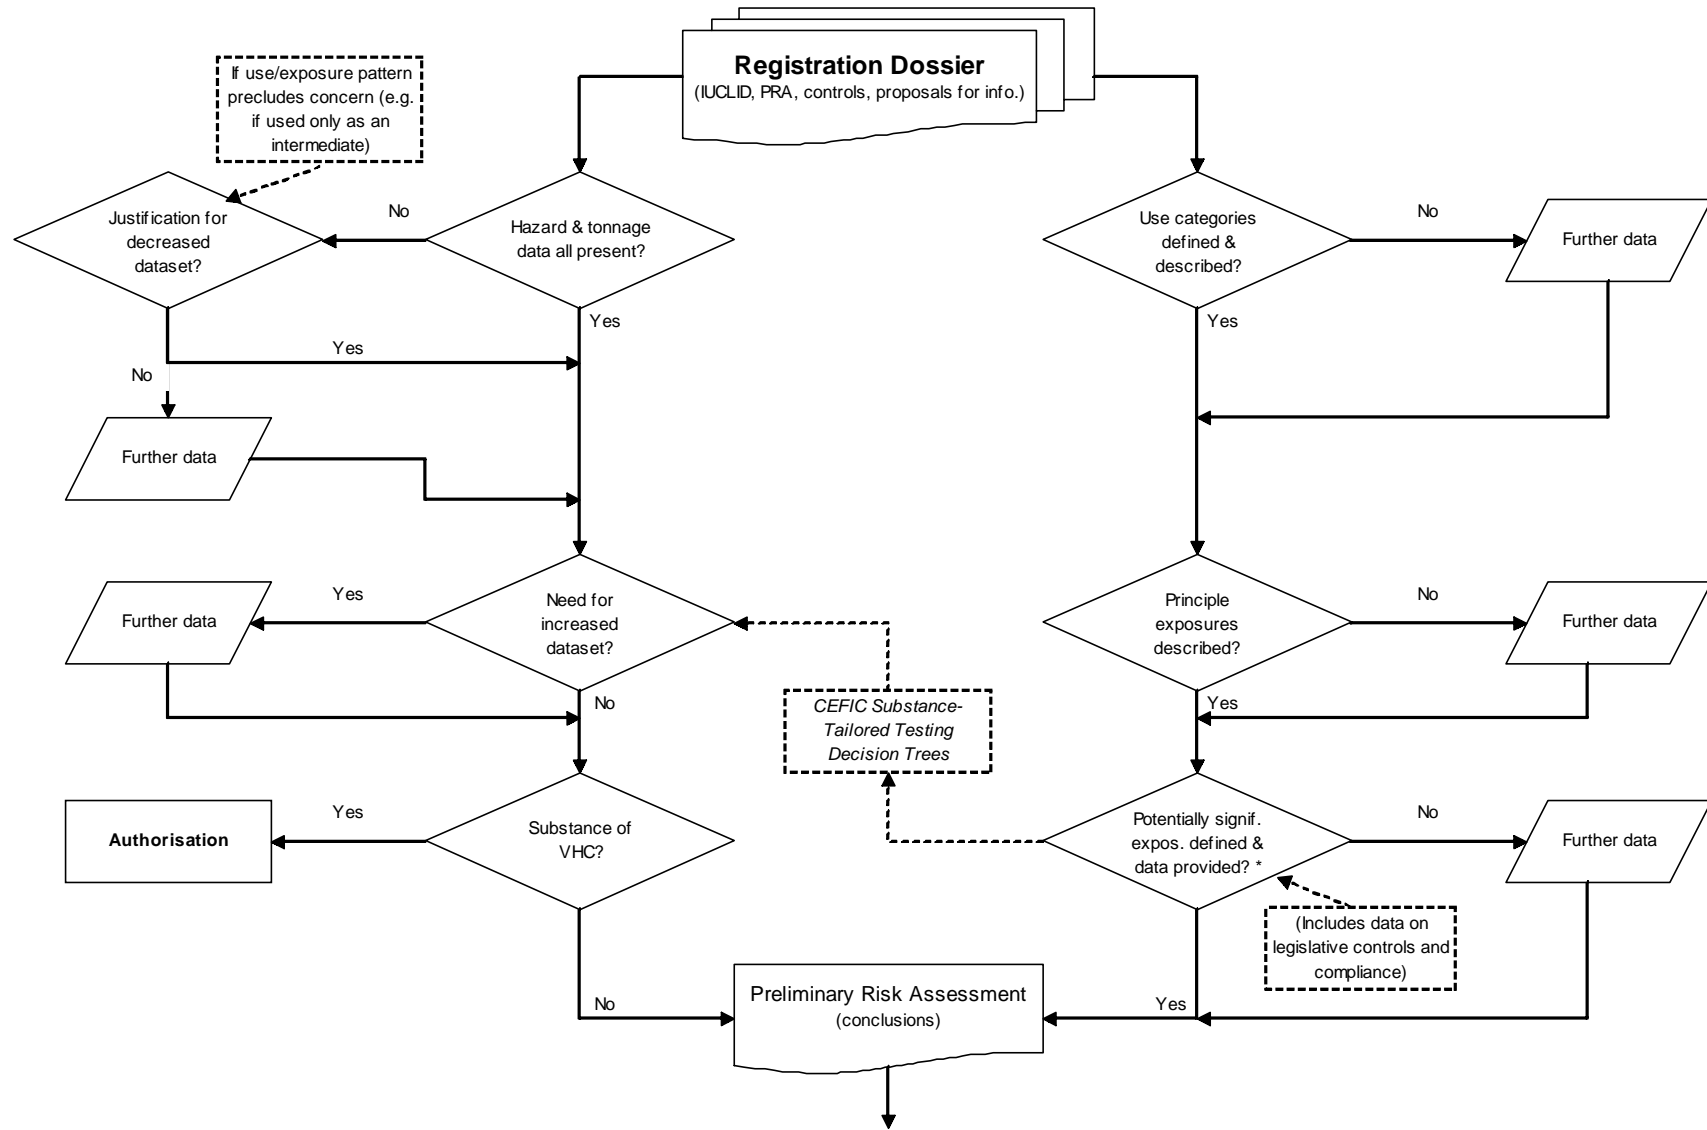 Registration Dossier
(IUCLID, PRA, controls, proposals for info.)
If use/exposure pattern
precludes concern (e.g.
if used only as an
intermediate)
Justification for
decreased
dataset?
No
Hazard & tonnage
data all present?
Use categories
defined &
described?
No
Further data
Yes
Yes
Yes
No
Further data
Further data
Yes
Need for
increased
dataset?
Principle
exposures
described?
No
Further data
No
Yes
CEFIC Substance-
Tailored Testing
Decision Trees
Authorisation
Yes
Substance of
VHC?
Potentially signif.
expos. defined &
data provided? *
No
Further data
(Includes data on
legislative controls and
compliance)
No
Preliminary Risk Assessment
(conclusions)
Yes